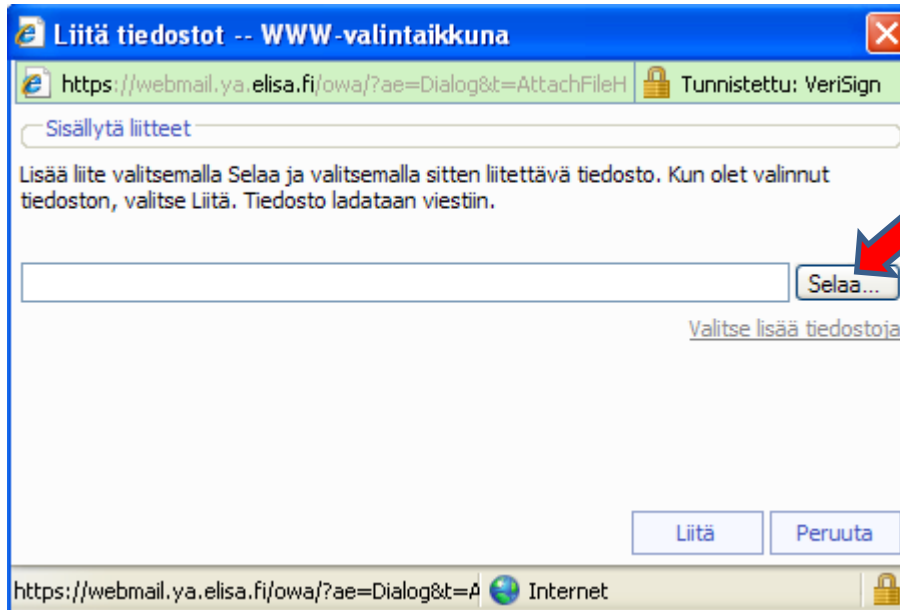 Liitä tiedostot -- WWW-valintaikkuna
https://webmail.ya.elisa.fi/owa/?ae=Dialog&t=AttachFileH Tunnistettu: VeriSign
Sisällytä liitteet
Lisää liite valitsemalla Selaa ja valitsemalla sitten liitettävä tiedosto. Kun olet valinnut
tiedoston, valitse Liitä. Tiedosto ladataan viestiin.
Selaa...
Valitse lisää tiedostoja
Liitä Peruuta
https://webmail.ya.elisa.fi/owa/?ae=Dialog&t=A Internet